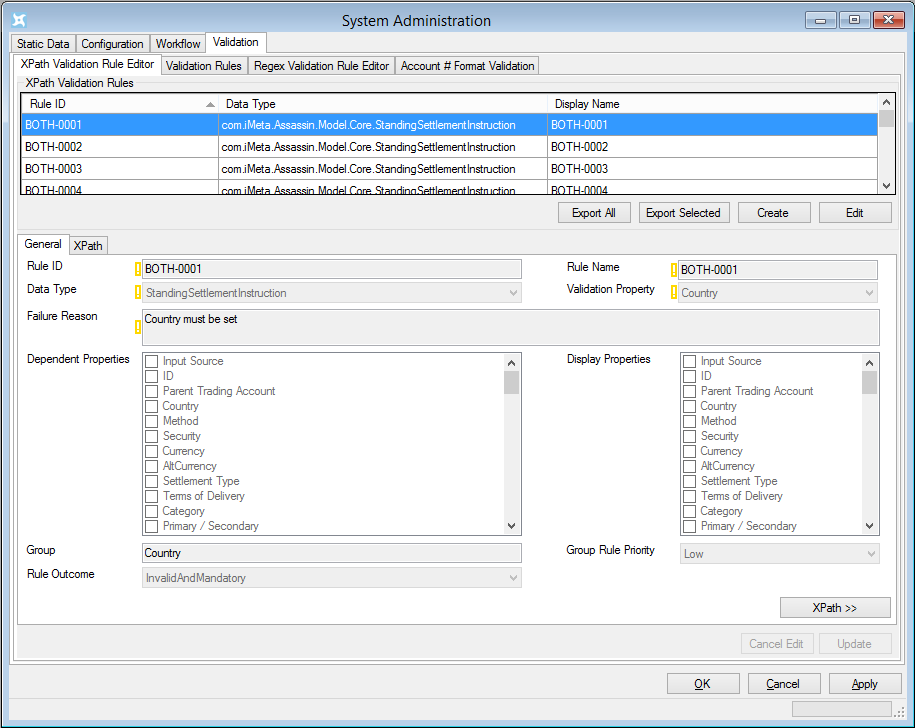 System Administration
Static Data Configuration Workflow Validation
XPath Validation Rule Editor Validation Rules Regex Validation Rule Editor Account # Format Validation
XPath Validation Rules
Rule ID Data Type Display Name
BOTH-0001 com.iMeta.Assassin.Model.Core.StandingSettlementInstruction BOTH-0001
BOTH-0002 com.iMeta.Assassin.Model.Core.StandingSettlementInstruction BOTH-0002
BOTH-0003 com.iMeta.Assassin.Model.Core.StandingSettlementInstruction BOTH-0003
BOTH-0004 com.iMeta.Assassin.Model.Core.StandingSettlementInstruction BOTH-0004
Export All Export Selected Create Edit
General XPath
Rule ID BOTH-0001 Rule Name BOTH-0001
Data Type StandingSettlementInstruction Validation Property Country
Failure Reason Country must be set
Dependent Properties Input Source Display Properties Input Source
ID ID
Parent Trading Account Parent Trading Account
Country Country
Method Method
Security Security
Currency Currency
AltCurrency AltCurrency
Settlement Type Settlement Type
Terms of Delivery Terms of Delivery
Category Category
Primary / Secondary Primary / Secondary
Group Country Group Rule Priority Low
Rule Outcome InvalidAndMandatory
XPath >>
Cancel Edit Update
OK Cancel Apply